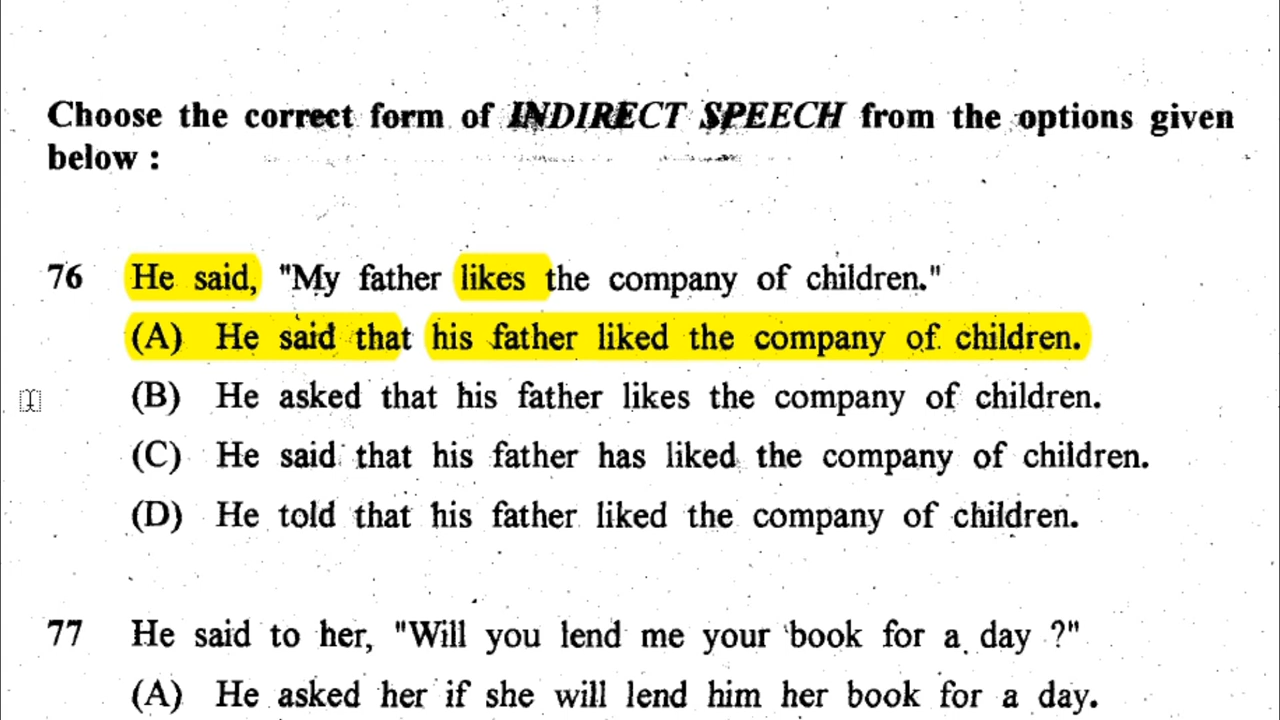 Choose the correct form of INDIRECT SPEECH from the options given
below :
76 He said, "My father likes the company of children."
(A) He said that his father liked the company of children.
(B) He asked that his father likes the company of children.
(C) He said that his father has liked the company of children.
(D) He told that his father liked the company of children.
77 He said to her, "Will you lend me your book for a day ?"
(A) He asked her if she will lend him her book for a day.